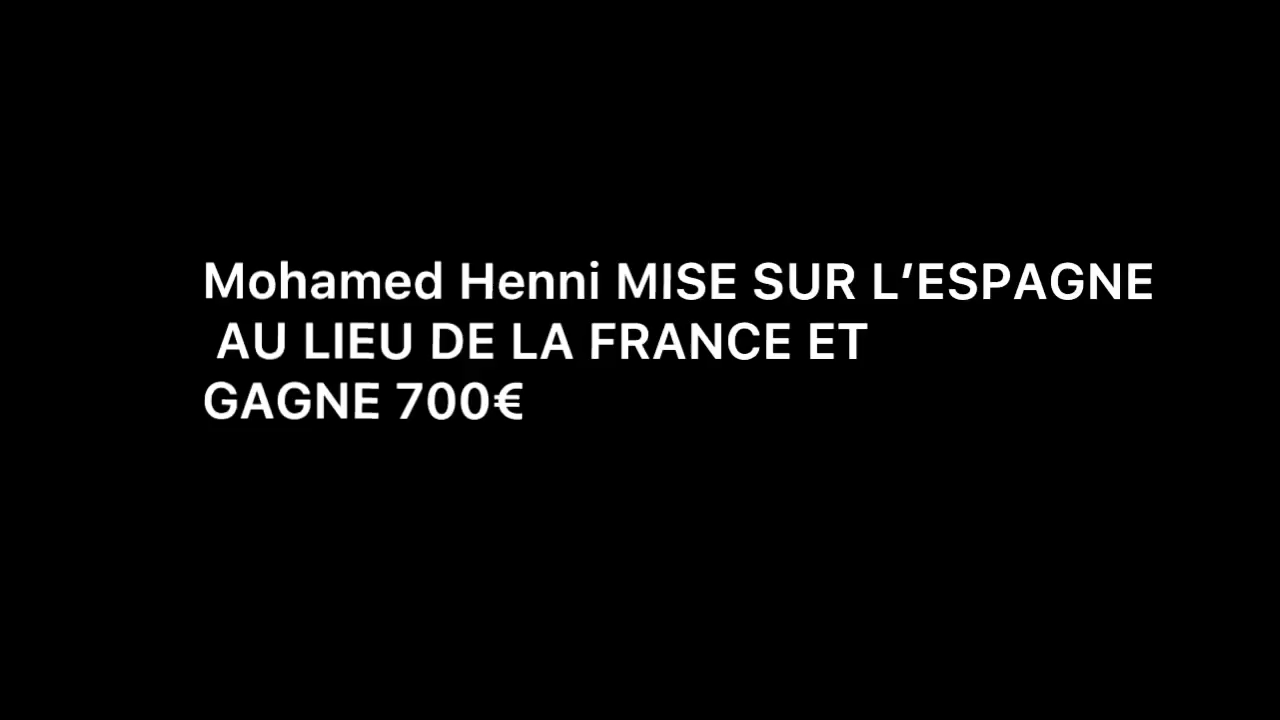 Mohamed Henni MISE SUR L’ESPAGNE
AU LIEU DE LA FRANCE ET
GAGNE 700€